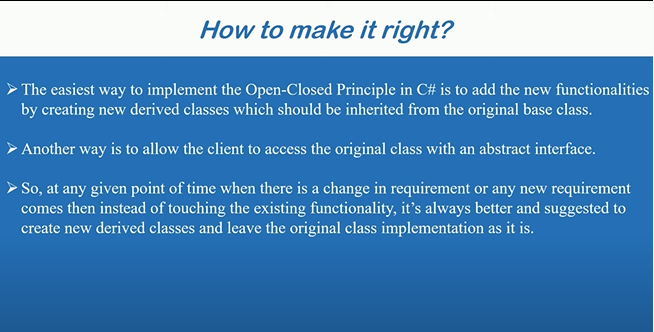 How to make it right?
➢ The easiest way to implement the Open-Closed Principle in C# is to add the new functionalities
by creating new derived classes which should be inherited from the original base class.
➢ Another way is to allow the client to access the original class with an abstract interface.
➢ So, at any given point of time when there is a change in requirement or any new requirement
comes then instead of touching the existing functionality, it’s always better and suggested to
create new derived classes and leave the original class implementation as it is.